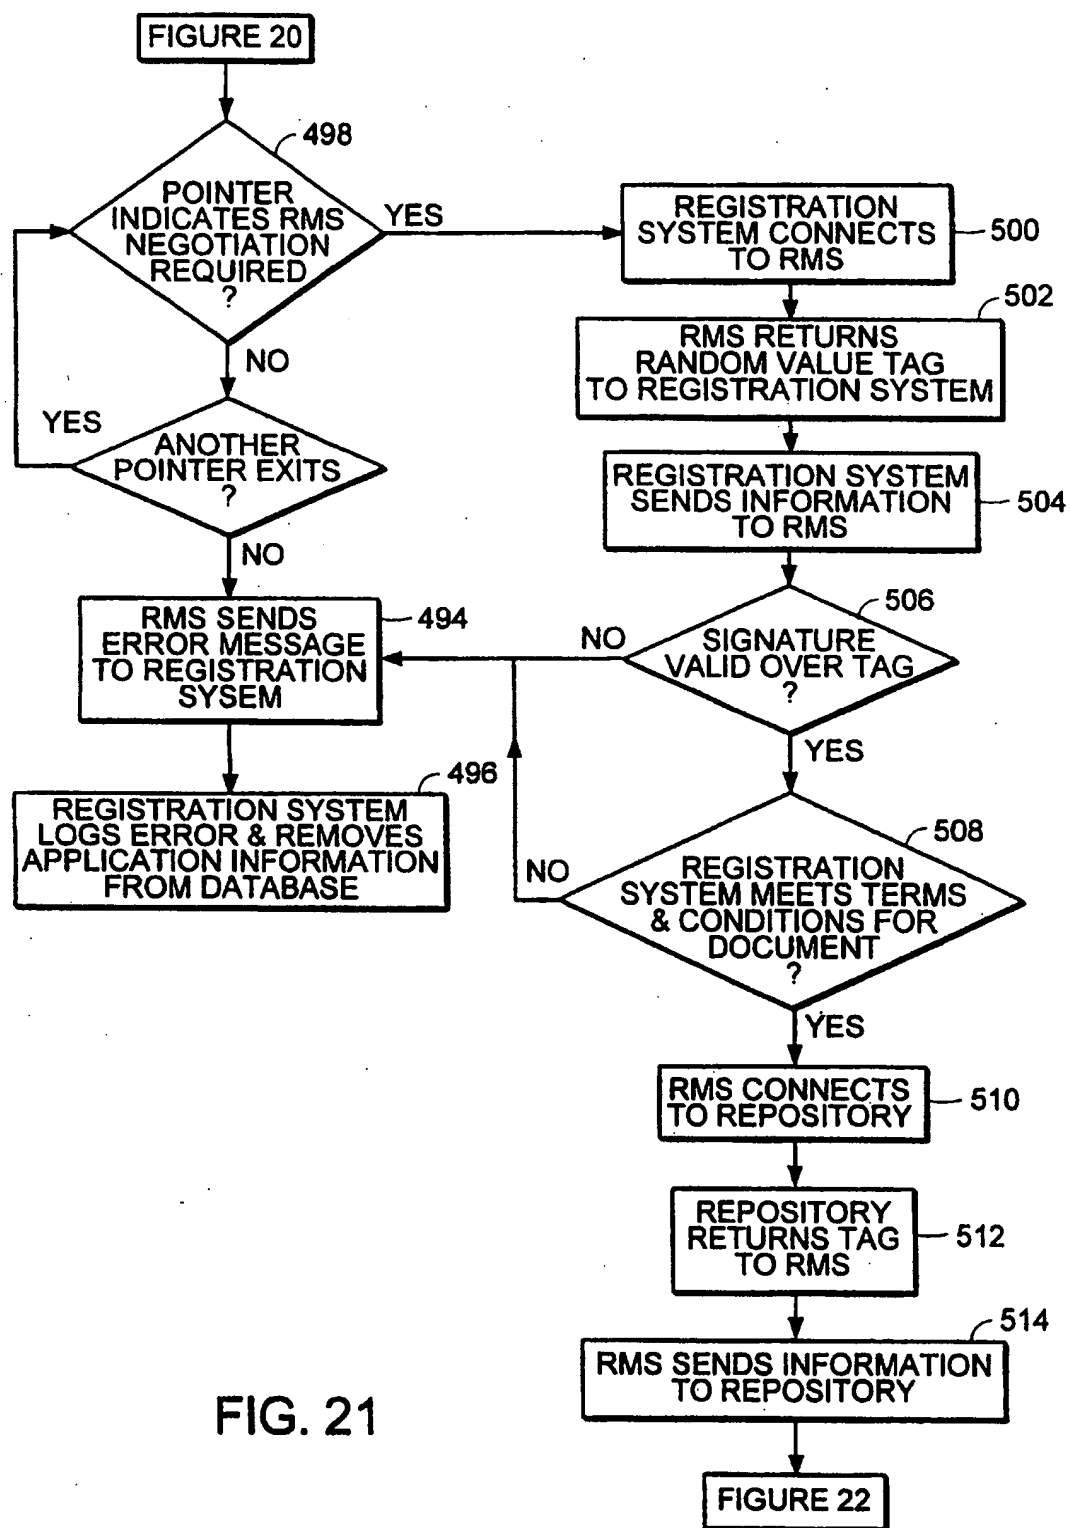 FIGURE 20
498
POINTER
INDICATES RMS
NEGOTIATION
REQUIRED
?
YES
NO
YES
ANOTHER
POINTER EXITS
?
NO
RMS SENDS
ERROR MESSAGE
TO REGISTRATION
SYSEM
494
REGISTRATION SYSTEM
LOGS ERROR & REMOVES
APPLICATION INFORMATION
FROM DATABASE
496
REGISTRATION
SYSTEM CONNECTS
TO RMS
500
502
RMS RETURNS
RANDOM VALUE TAG
TO REGISTRATION SYSTEM
REGISTRATION SYSTEM
SENDS INFORMATION
TO RMS
504
506
SIGNATURE
VALID OVER TAG
?
NO
YES
508
REGISTRATION
SYSTEM MEETS TERMS
& CONDITIONS FOR
DOCUMENT
?
NO
YES
RMS CONNECTS
TO REPOSITORY
510
REPOSITORY
RETURNS TAG
TO RMS
512
514
RMS SENDS INFORMATION
TO REPOSITORY
FIGURE 22
FIG. 21